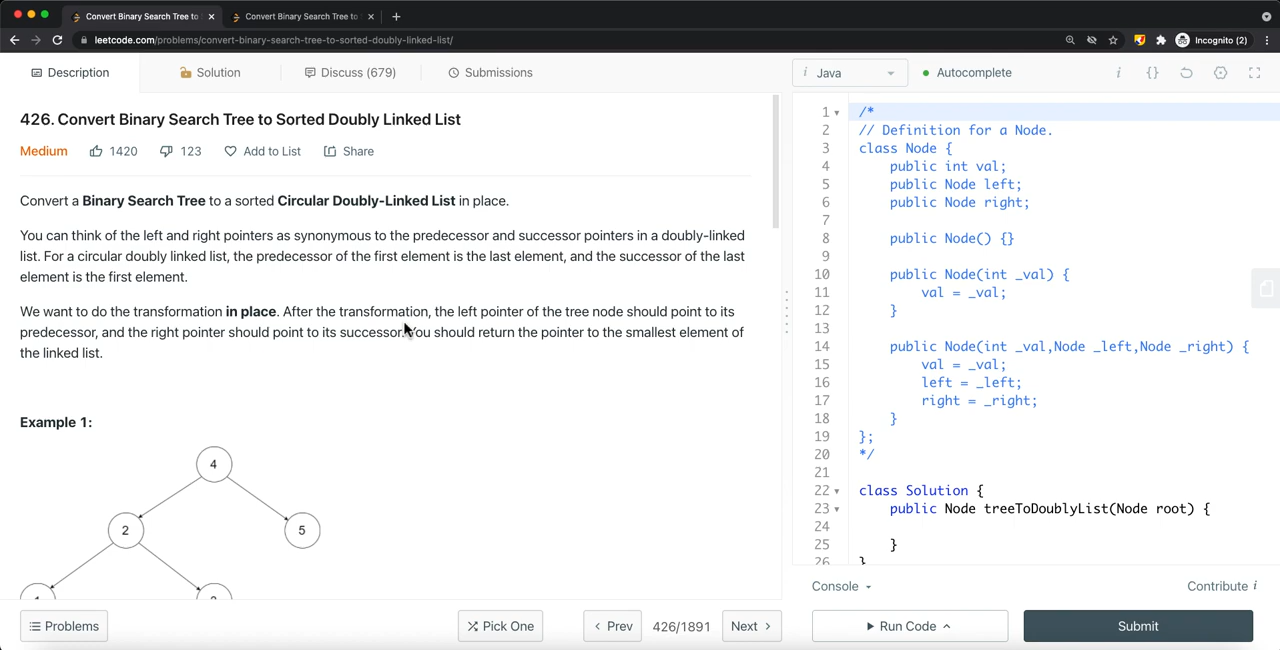 Convert Binary Search Tree to
Convert Binary Search Tree to
leetcode.com/problems/convert-binary-search-tree-to-sorted-doubly-linked-list/
Incognito (2)
Description
Solution
Discuss (679)
Submissions
i Java
Autocomplete
i
{}
426. Convert Binary Search Tree to Sorted Doubly Linked List
Medium
1420
123
Add to List
Share
Convert a Binary Search Tree to a sorted Circular Doubly-Linked List in place.
You can think of the left and right pointers as synonymous to the predecessor and successor pointers in a doubly-linked
list. For a circular doubly linked list, the predecessor of the first element is the last element, and the successor of the last
element is the first element.
We want to do the transformation in place. After the transformation, the left pointer of the tree node should point to its
predecessor, and the right pointer should point to its successor. You should return the pointer to the smallest element of
the linked list.
Example 1:
4
2
5
1 /*
2 // Definition for a Node.
3 class Node {
4 public int val;
5 public Node left;
6 public Node right;
7
8 public Node() {}
9
10 public Node(int _val) {
11 val = _val;
12 }
13
14 public Node(int _val,Node _left,Node _right) {
15 val = _val;
16 left = _left;
17 right = _right;
18 }
19 };
20 */
21
22 class Solution {
23 public Node treeToDoublyList(Node root) {
24
25 }
26 }
Console
Contribute i
Problems
Pick One
< Prev
426/1891
Next >
Run Code
Submit